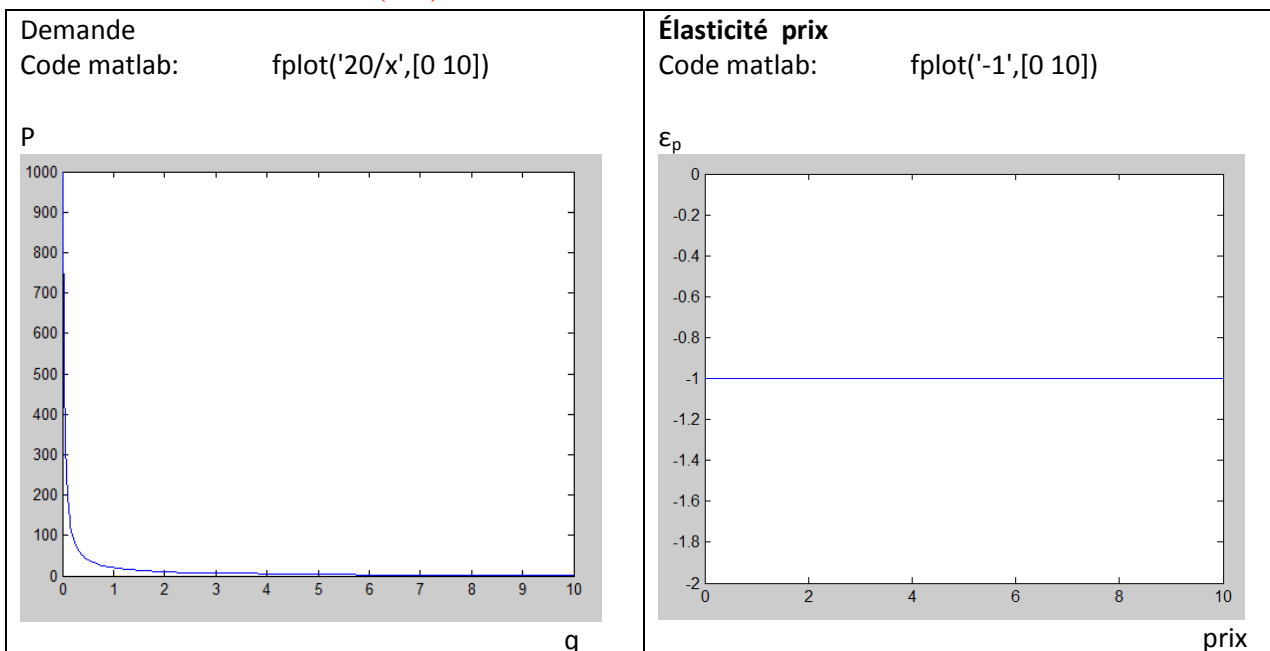 Demande
Code matlab: fplot('20/x',[0 10])
P
1000
900
800
700
600
500
400
300
200
100
0
0 1 2 3 4 5 6 7 8 9 10
q
Élasticité prix
Code matlab: fplot('-1',[0 10])
εp
0
-0.2
-0.4
-0.6
-0.8
-1
-1.2
-1.4
-1.6
-1.8
-2
0 2 4 6 8 10
prix